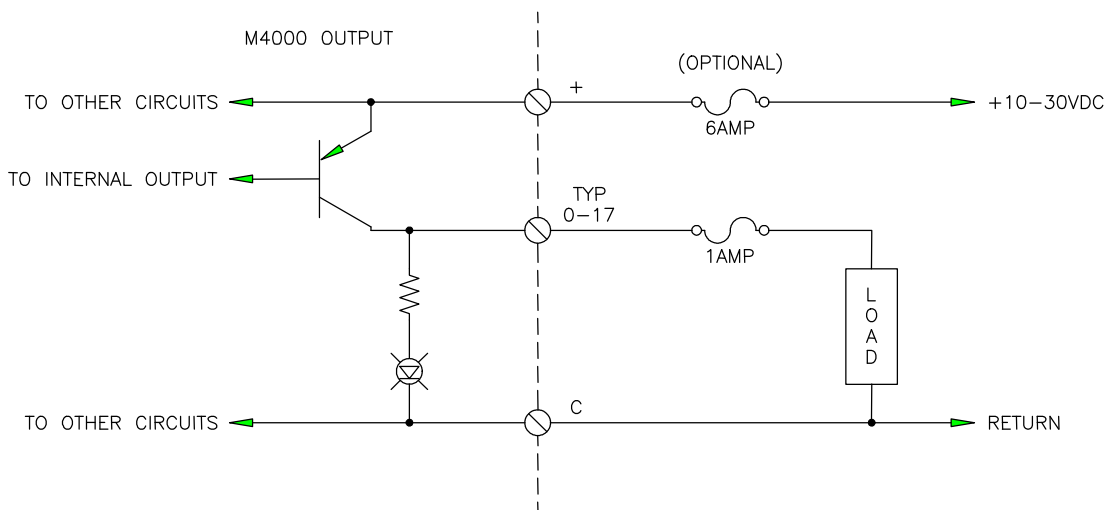 M4000 OUTPUT
(OPTIONAL)
TO OTHER CIRCUITS
+
6AMP
+10-30VDC
TO INTERNAL OUTPUT
TYP
0-17
1AMP
LOAD
TO OTHER CIRCUITS
C
RETURN